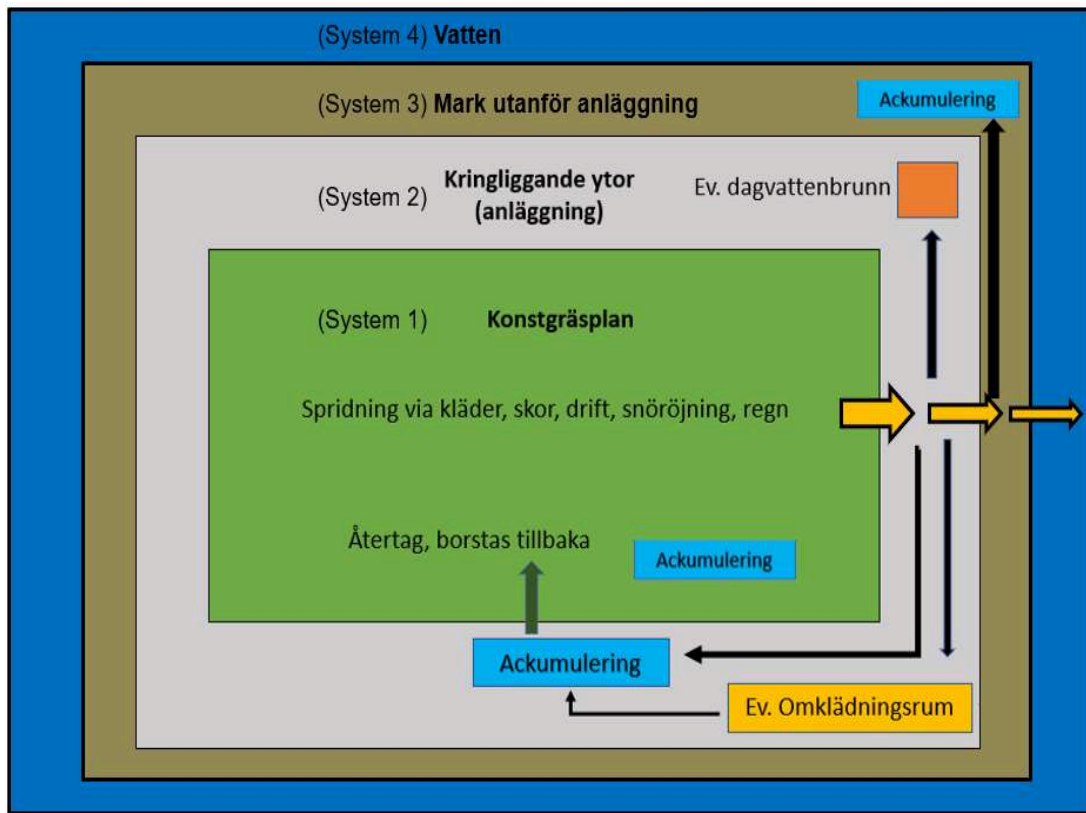 (System 4) Vatten
(System 3) Mark utanför anläggning
Ackumulering
(System 2)
Kringliggande ytor
(anläggning)
Ev. dagvattenbrunn
(System 1)
Konstgräsplan
Spridning via kläder, skor, drift, snöröjning, regn
Återtag, borstas tillbaka
Ackumulering
Ackumulering
Ev. Omklädningsrum